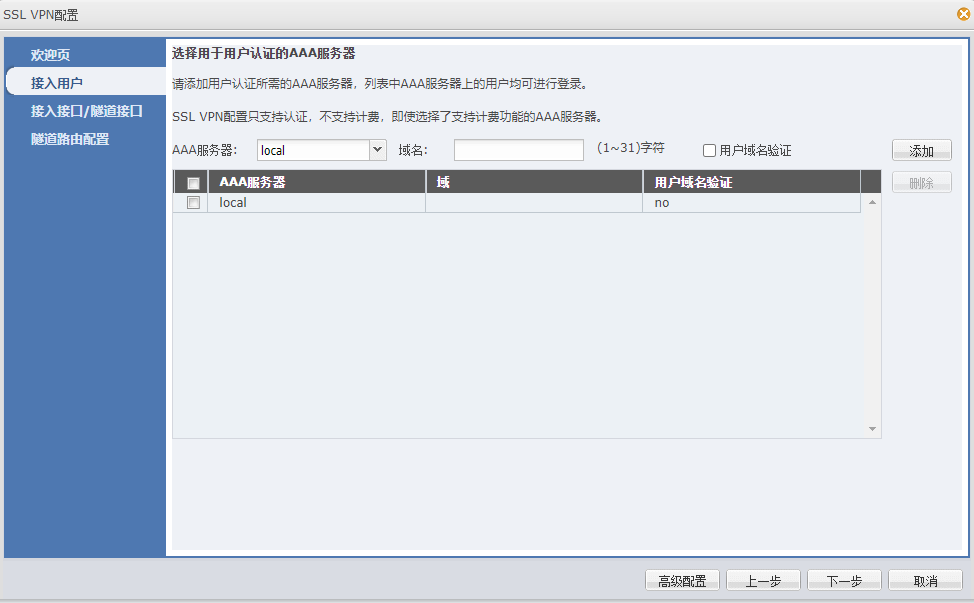 SSL VPN配置
欢迎页
接入用户
接入接口/隧道接口
隧道路由配置
选择用于用户认证的AAA服务器
请添加用户认证所需的AAA服务器，列表中AAA服务器上的用户均可进行登录。
SSL VPN配置只支持认证，不支持计费，即使选择了支持计费功能的AAA服务器。
AAA服务器: local 域名: (1~31)字符 用户域名验证 添加
AAA服务器 域 用户域名验证 删除
local no
高级配置 上一步 下一步 取消